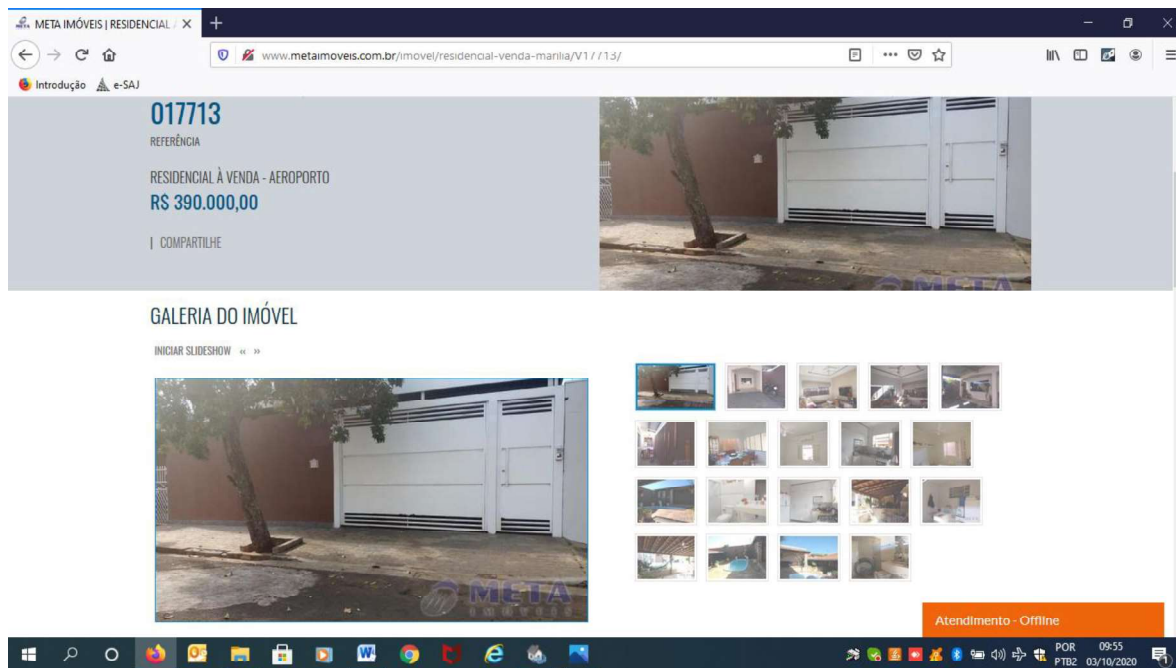 META IMÓVEIS | RESIDENCIAL /
www.metaimoveis.com.br/imovel/residencial-venda-marilia/V17713/
Introdução e-SAJ
017713
REFERÊNCIA
RESIDENCIAL À VENDA - AEROPORTO
R$ 390.000,00
| COMPARTILHE
META
GALERIA DO IMÓVEL
INICIAR SLIDESHOW « »
META
IMÓVEIS
Atendimento - Offline
POR 09:55
PTB2 03/10/2020